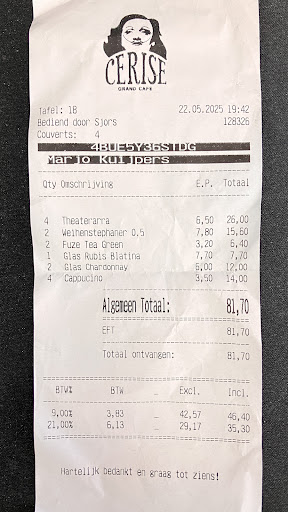 CERISE
GRAND CAFE
Tafel: 1B 22.05.2025 19:42
Bediend door Sjors 128326
Couverts: 4
4BUE5Y36STDG
Marjo Kuijpers
Qty Omschrijving E.P. Totaal
4 Theaterarra 6,50 26,00
2 Weihenstephaner 0.5 7,80 15,60
2 Fuze Tea Green 3,20 6,40
1 Glas Rubis Blatina 7,70 7,70
2 Glas Chardonnay 6,00 12,00
4 Cappucino 3,50 14,00
Algemeen Totaal: 81,70
EFT 81,70
Totaal ontvangen: 81,70
BTW% BTW _ Excl. Incl.
9,00% 3,83 _ 42,57 46,40
21,00% 6,13 _ 29,17 35,30
Hartelijk bedankt en graag tot ziens!